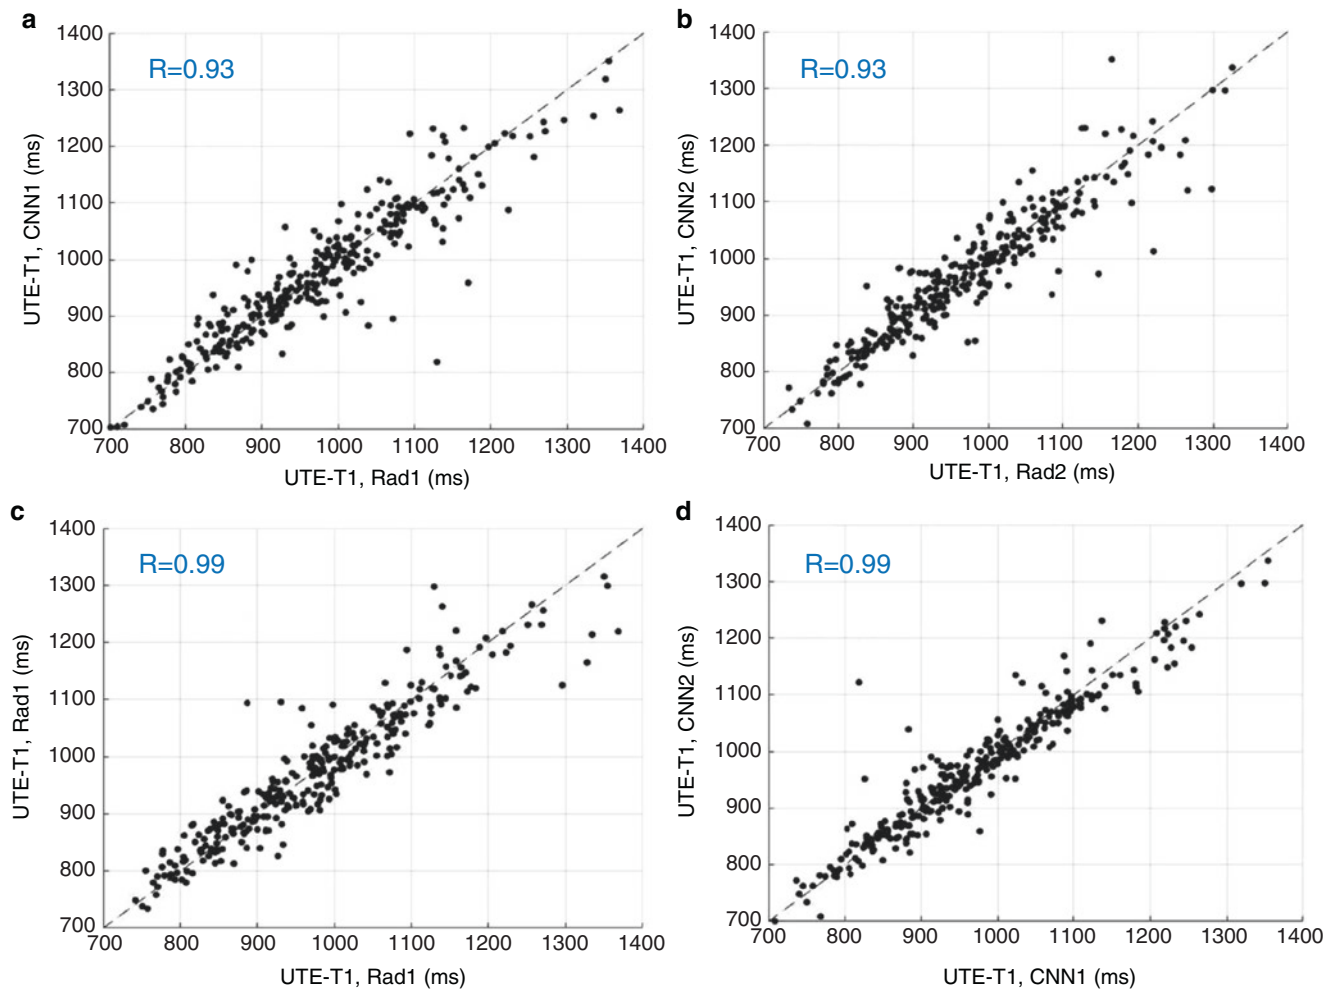 a
R=0.93
UTE-T1, CNN1 (ms)
1400
1300
1200
1100
1000
900
800
700
700 800 900 1000 1100 1200 1300 1400
UTE-T1, Rad1 (ms)
b
R=0.93
UTE-T1, CNN2 (ms)
1400
1300
1200
1100
1000
900
800
700
700 800 900 1000 1100 1200 1300 1400
UTE-T1, Rad2 (ms)
c
R=0.99
UTE-T1, Rad1 (ms)
1400
1300
1200
1100
1000
900
800
700
700 800 900 1000 1100 1200 1300 1400
UTE-T1, Rad1 (ms)
d
R=0.99
UTE-T1, CNN2 (ms)
1400
1300
1200
1100
1000
900
800
700
700 800 900 1000 1100 1200 1300 1400
UTE-T1, CNN1 (ms)